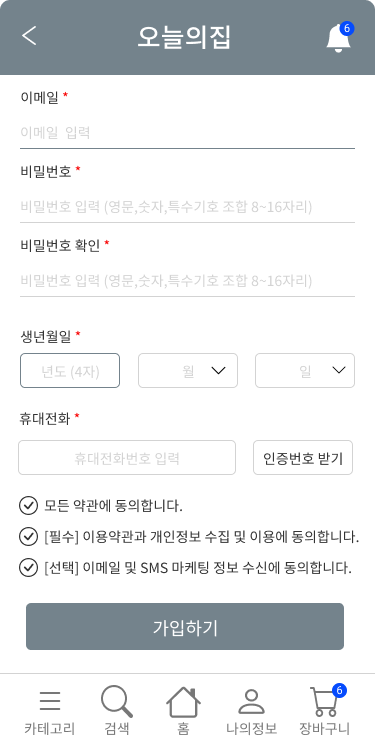 오늘의집
6
이메일 *
이메일 입력
비밀번호 *
비밀번호 입력 (영문,숫자,특수기호 조합 8~16자리)
비밀번호 확인 *
비밀번호 입력 (영문,숫자,특수기호 조합 8~16자리)
생년월일 *
년도 (4자) 월 일
휴대전화 *
휴대전화번호 입력 인증번호 받기
모든 약관에 동의합니다.
[필수] 이용약관과 개인정보 수집 및 이용에 동의합니다.
[선택] 이메일 및 SMS 마케팅 정보 수신에 동의합니다.
가입하기
6
카테고리 검색 홈 나의정보 장바구니